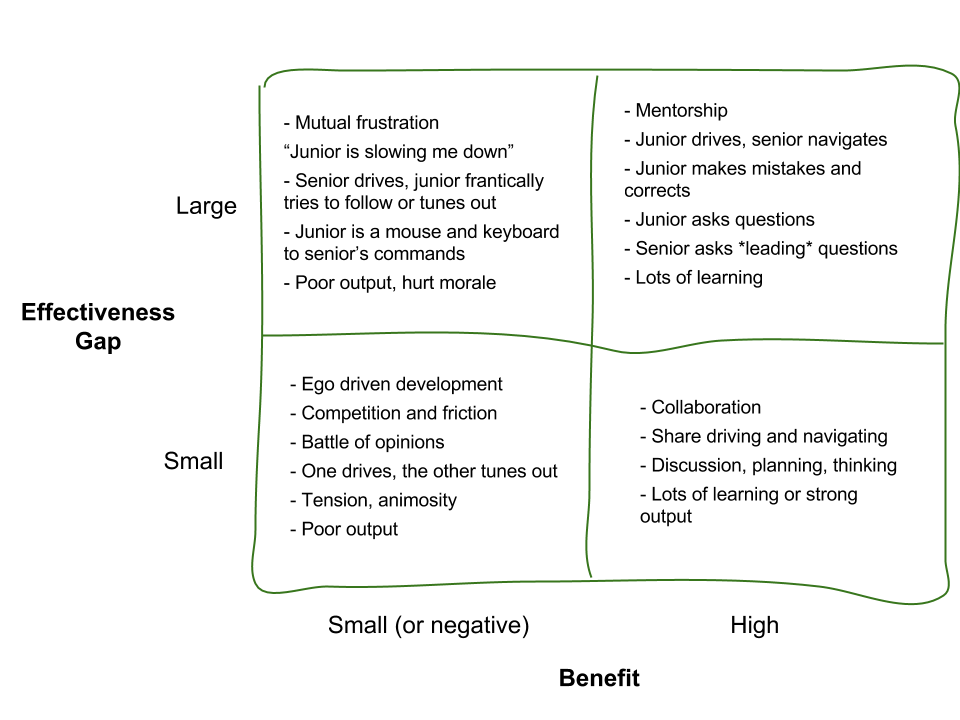 - Mutual frustration
“Junior is slowing me down”
- Senior drives, junior frantically
tries to follow or tunes out
- Junior is a mouse and keyboard
to senior’s commands
- Poor output, hurt morale
- Mentorship
- Junior drives, senior navigates
- Junior makes mistakes and
corrects
- Junior asks questions
- Senior asks *leading* questions
- Lots of learning
Large
Effectiveness
Gap
- Ego driven development
- Competition and friction
- Battle of opinions
- One drives, the other tunes out
- Tension, animosity
- Poor output
- Collaboration
- Share driving and navigating
- Discussion, planning, thinking
- Lots of learning or strong
output
Small
Small (or negative)
High
Benefit